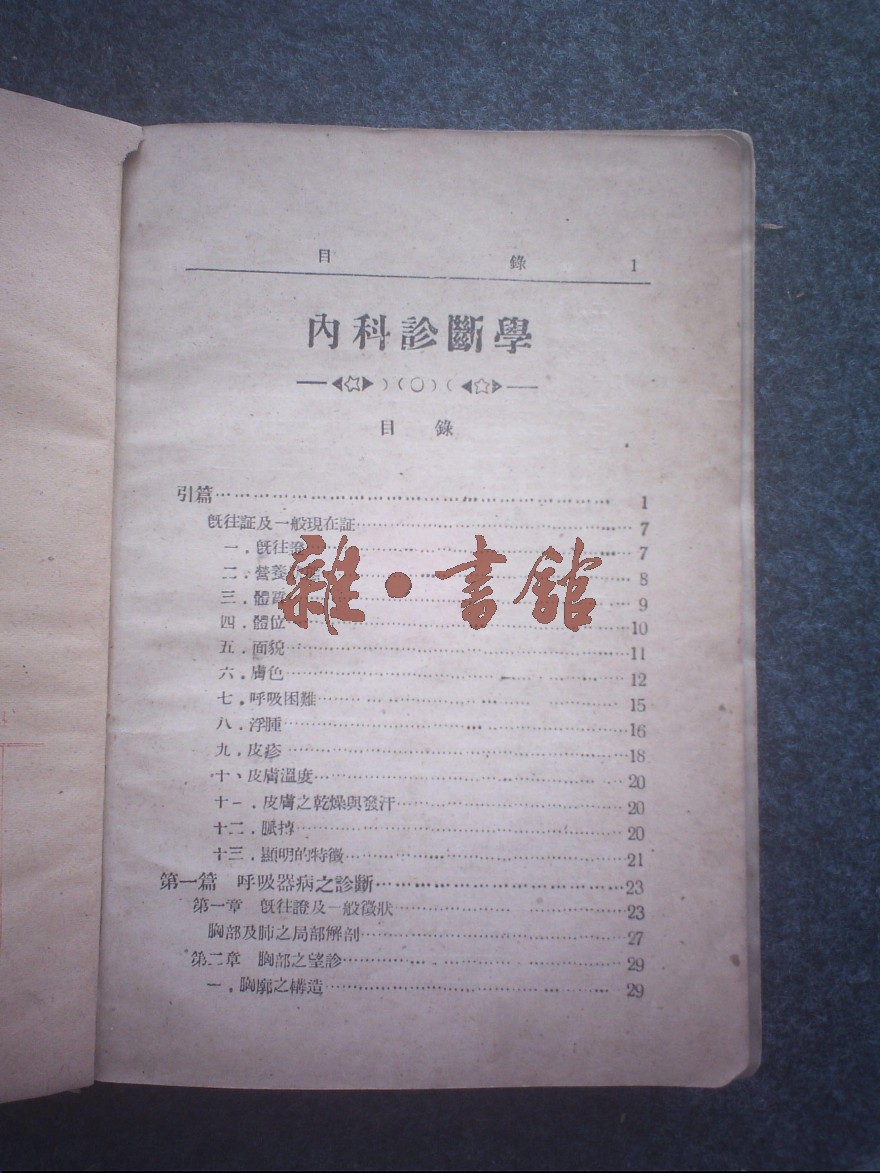 目 錄 1
內科診斷學
目 錄
引篇 1
旣往証及一般現在証 7
一．旣往證 7
二．營養 8
三．體 9
四．體位 10
五．面貌 11
六．膚色 12
七．呼吸困難 15
八．浮腫 16
九．皮疹 18
十、皮膚溫度 20
十一．皮膚之乾燥與發汗 20
十二．脈搏 20
十三．顯明的特徵 21
第一篇 呼吸器病之診斷 23
第一章 旣往證及一般徵狀 23
胸部及肺之局部解剖 27
第二章 胸部之望診 29
一．胸廓之構造 29
雜·書館